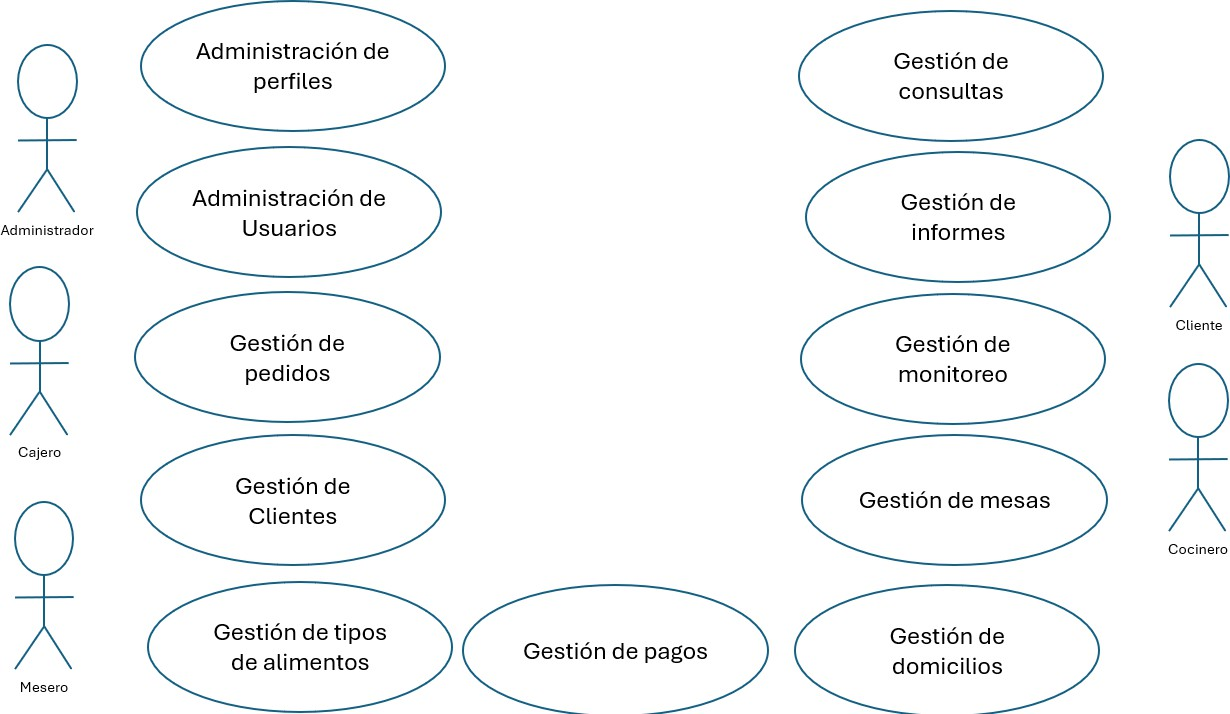 Administración de
perfiles
Gestión de
consultas
Administrador
Administración de
Usuarios
Gestión de
informes
Cliente
Cajero
Gestión de
pedidos
Gestión de
monitoreo
Gestión de
Clientes
Gestión de mesas
Cocinero
Mesero
Gestión de tipos
de alimentos
Gestión de pagos
Gestión de
domicilios